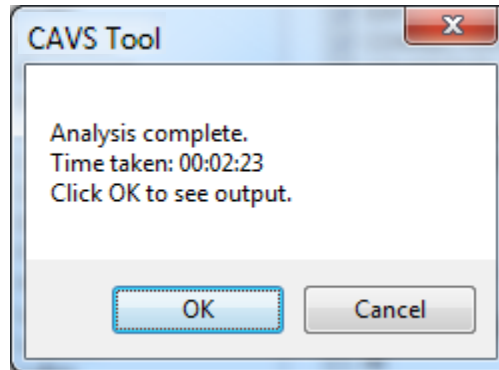 CAVS Tool
Analysis complete.
Time taken: 00:02:23
Click OK to see output.
OK
Cancel